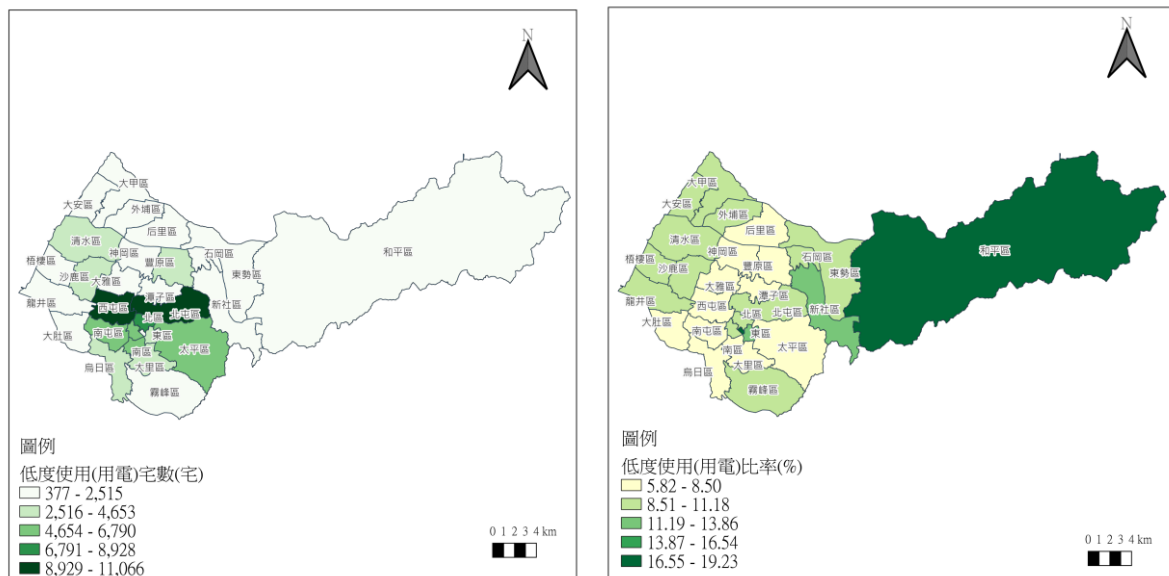 N
大甲區
大安區
外埔區
后里區
清水區
神岡區
石岡區
和平區
梧棲區
豐原區
東勢區
沙鹿區
大雅區
潭子區
龍井區
西屯區
新社區
北區
北屯區
大肚區
南屯區
東區
太平區
南區
大里區
烏日區
霧峰區
圖例
低度使用(用電)宅數(宅)
377 - 2,515
2,516 - 4,653
4,654 - 6,790
6,791 - 8,928
8,929 - 11,066
0 1 2 3 4 km
N
大甲區
大安區
外埔區
后里區
清水區
神岡區
石岡區
和平區
梧棲區
豐原區
東勢區
沙鹿區
大雅區
潭子區
龍井區
西屯區
新社區
北區
北屯區
大肚區
南屯區
東區
太平區
南區
大里區
烏日區
霧峰區
圖例
低度使用(用電)比率(%)
5.82 - 8.50
8.51 - 11.18
11.19 - 13.86
13.87 - 16.54
16.55 - 19.23
0 1 2 3 4 km